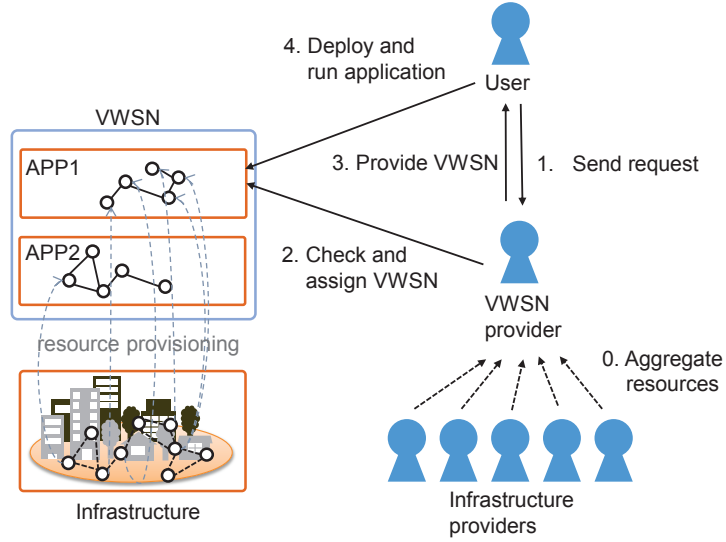 4. Deploy and
run application
User
VWSN
APP1
3. Provide VWSN
1. Send request
APP2
2. Check and
assign VWSN
VWSN
provider
resource provisioning
0. Aggregate
resources
Infrastructure
Infrastructure
providers